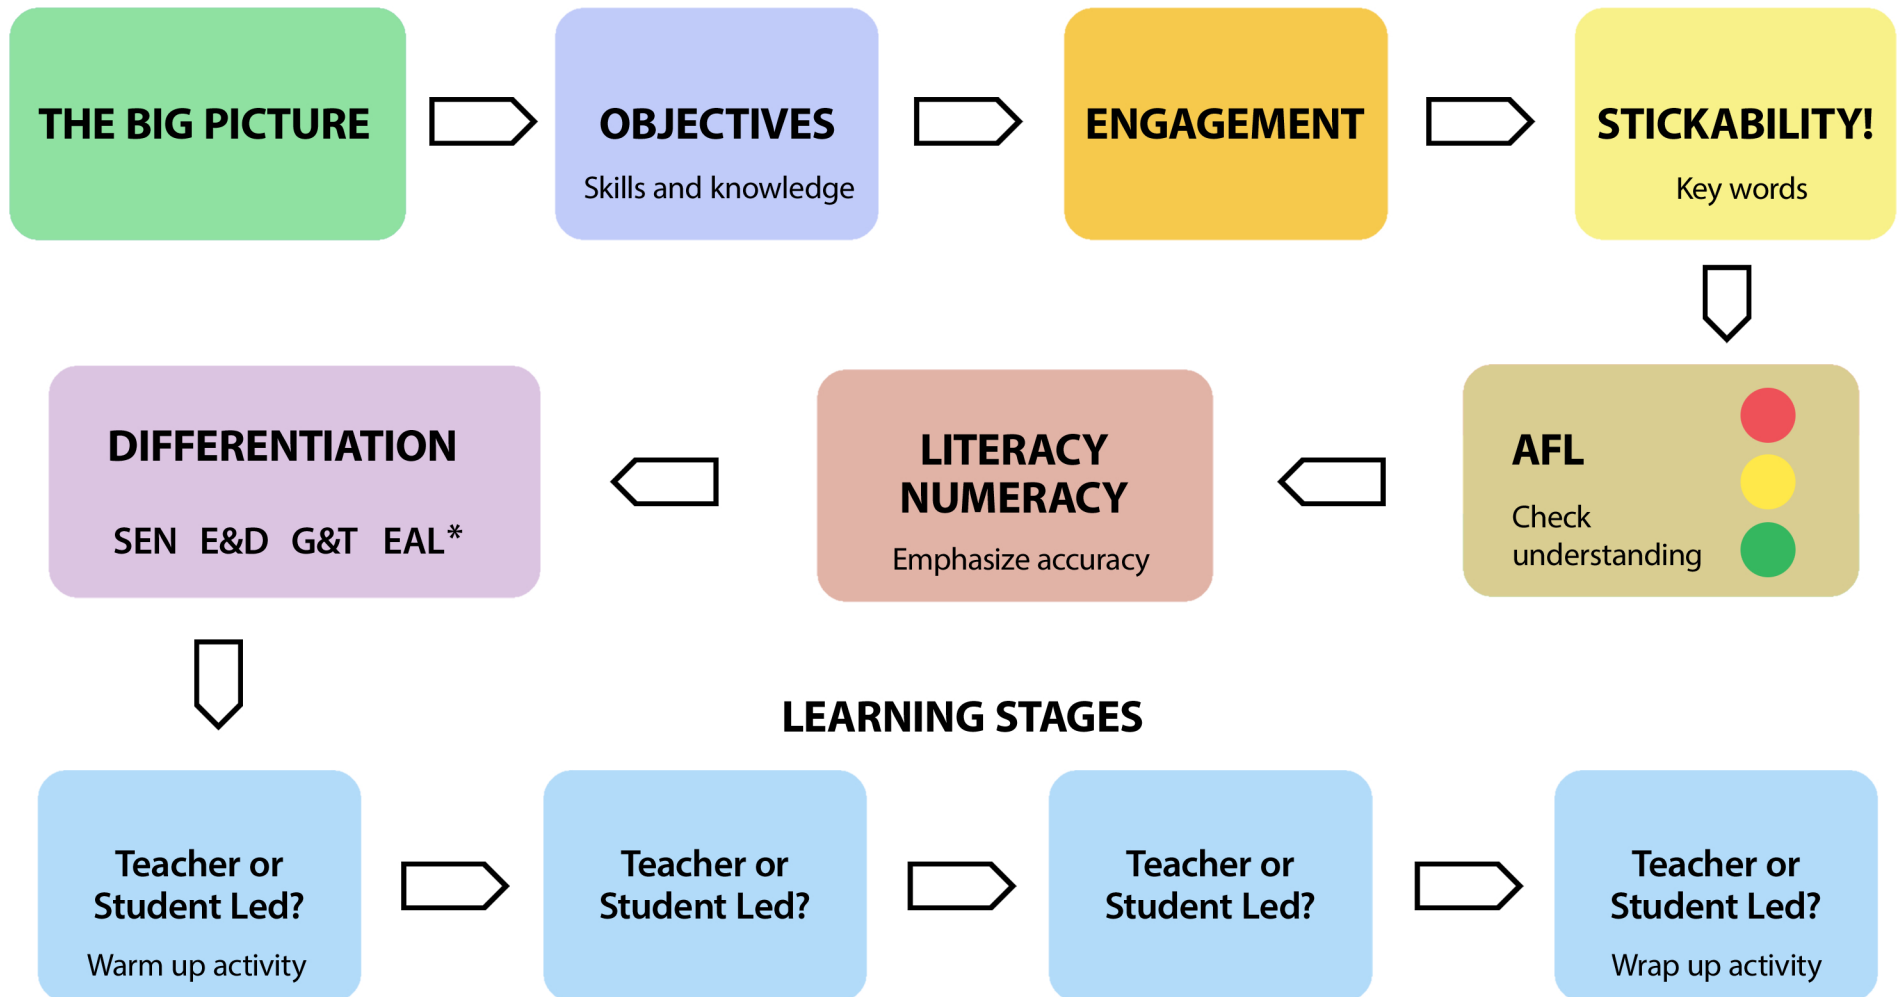 THE BIG PICTURE
OBJECTIVES
Skills and knowledge
ENGAGEMENT
STICKABILITY!
Key words
AFL
Check
understanding
LITERACY
NUMERACY
Emphasize accuracy
DIFFERENTIATION
SEN E&D G&T EAL*
LEARNING STAGES
Teacher or
Student Led?
Warm up activity
Teacher or
Student Led?
Teacher or
Student Led?
Teacher or
Student Led?
Wrap up activity